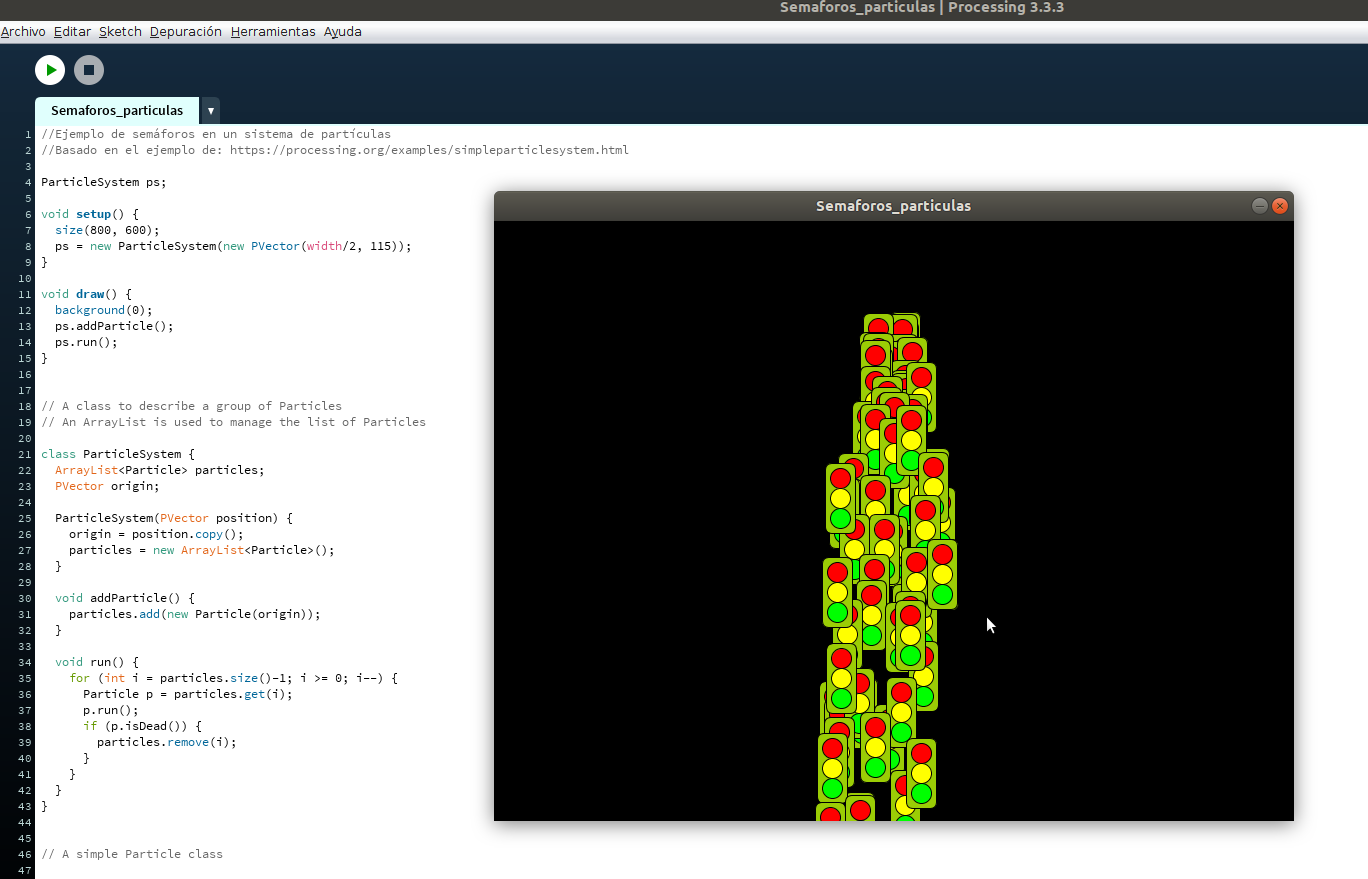 Semaforos_particulas | Processing 3.3.3
Archivo Editar Sketch Depuración Herramientas Ayuda
Semaforos_particulas ▼
1 //Ejemplo de semáforos en un sistema de partículas
2 //Basado en el ejemplo de: https://processing.org/examples/simpleparticlesystem.html
3
4 ParticleSystem ps;
5
6 void setup() {
7   size(800, 600);
8   ps = new ParticleSystem(new PVector(width/2, 115));
9 }
10
11 void draw() {
12   background(0);
13   ps.addParticle();
14   ps.run();
15 }
16
17
18 // A class to describe a group of Particles
19 // An ArrayList is used to manage the list of Particles
20
21 class ParticleSystem {
22   ArrayList<Particle> particles;
23   PVector origin;
24
25   ParticleSystem(PVector position) {
26     origin = position.copy();
27     particles = new ArrayList<Particle>();
28   }
29
30   void addParticle() {
31     particles.add(new Particle(origin));
32   }
33
34   void run() {
35     for (int i = particles.size()-1; i >= 0; i--) {
36       Particle p = particles.get(i);
37       p.run();
38       if (p.isDead()) {
39         particles.remove(i);
40       }
41     }
42   }
43 }
44
45
46 // A simple Particle class
47
Semaforos_particulas